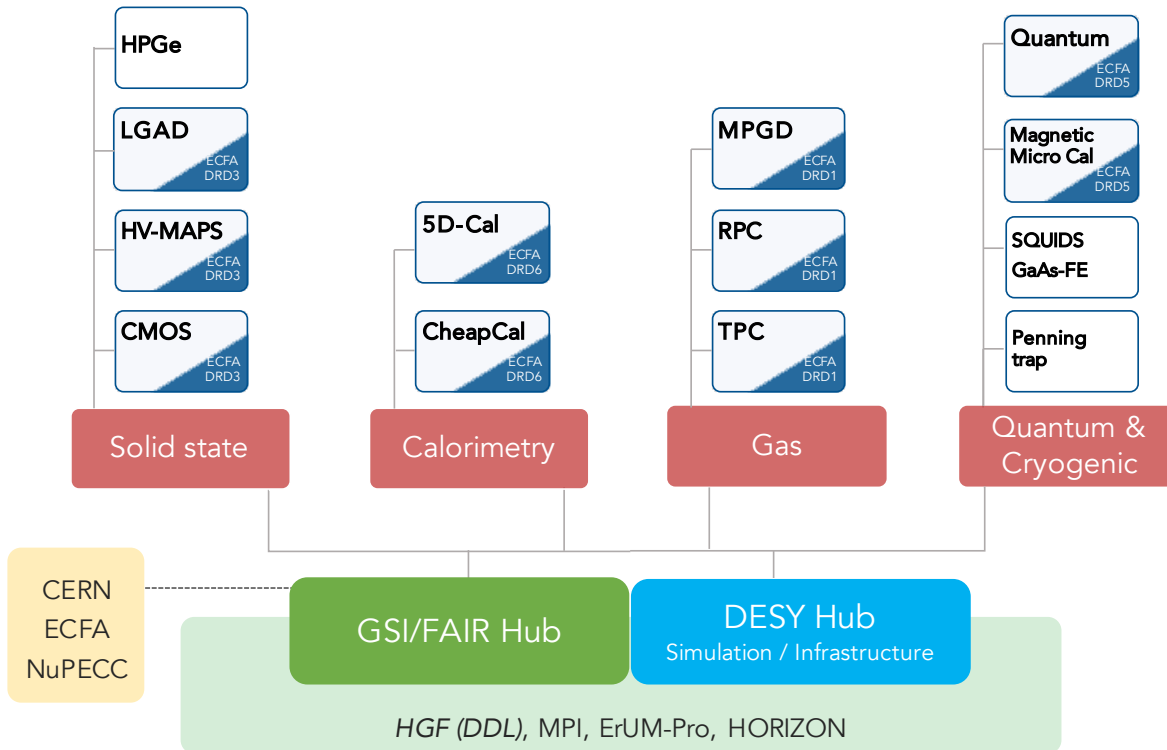 HPGe
LGAD
ECFA
DRD3
HV-MAPS
ECFA
DRD3
CMOS
ECFA
DRD3
Solid state
5D-Cal
ECFA
DRD6
CheapCal
ECFA
DRD6
Calorimetry
MPGD
ECFA
DRD1
RPC
ECFA
DRD1
TPC
ECFA
DRD1
Gas
Quantum
ECFA
DRD5
Magnetic
Micro Cal
ECFA
DRD5
SQUIDS
GaAs-FE
Penning
trap
Quantum &
Cryogenic
CERN
ECFA
NuPECC
GSI/FAIR Hub
DESY Hub
Simulation / Infrastructure
HGF (DDL), MPI, ErUM-Pro, HORIZON